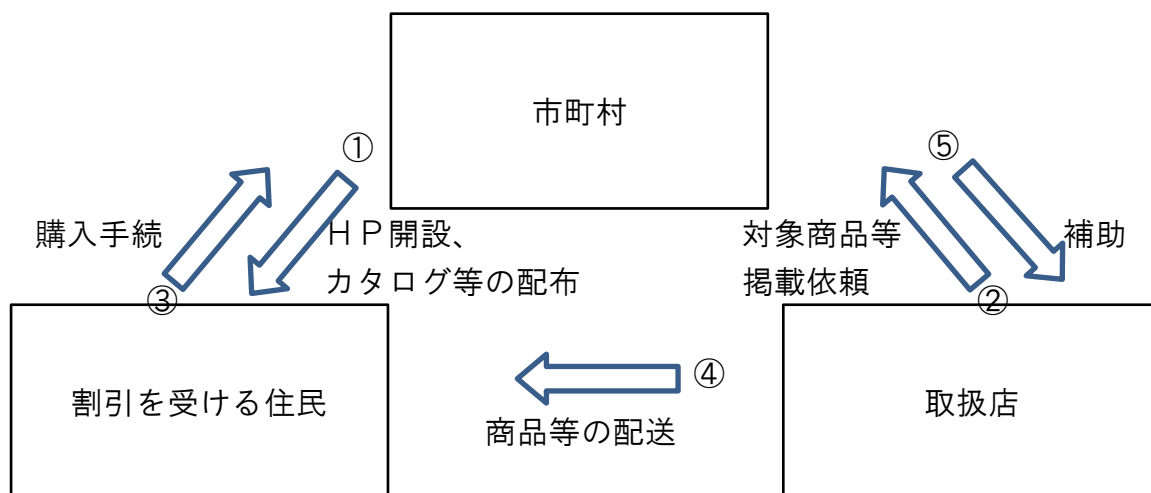 市町村
①
⑤
購入手続
ＨＰ開設、
カタログ等の配布
対象商品等
掲載依頼
補助
③
②
割引を受ける住民
④
商品等の配送
取扱店